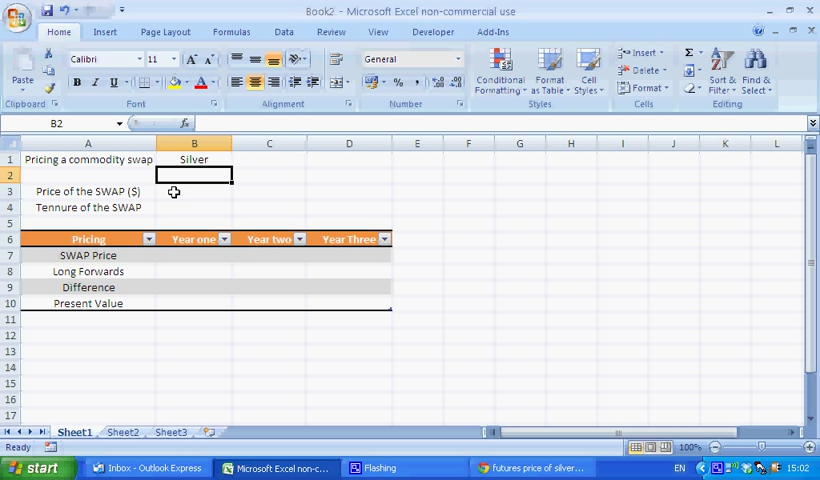 Book2 - Microsoft Excel non-commercial use
Home Insert Page Layout Formulas Data Review View Developer Add-Ins
Paste
Clipboard
Calibri 11
B I U
Font
Alignment
General
$ % ,
Number
Conditional Formatting
Format as Table
Cell Styles
Styles
Insert
Delete
Format
Cells
Σ
Sort & Filter
Find & Select
Editing
B2 fx
A B C D E F G H I J K L
1 Pricing a commodity swap Silver
2
3 Price of the SWAP ($)
4 Tennure of the SWAP
5
6 Pricing Year one Year two Year Three
7 SWAP Price
8 Long Forwards
9 Difference
10 Present Value
11
12
13
14
15
16
17
Sheet1 Sheet2 Sheet3
Ready 100%
start Inbox - Outlook Express Microsoft Excel non-c... Flashing futures price of silver... EN 15:02